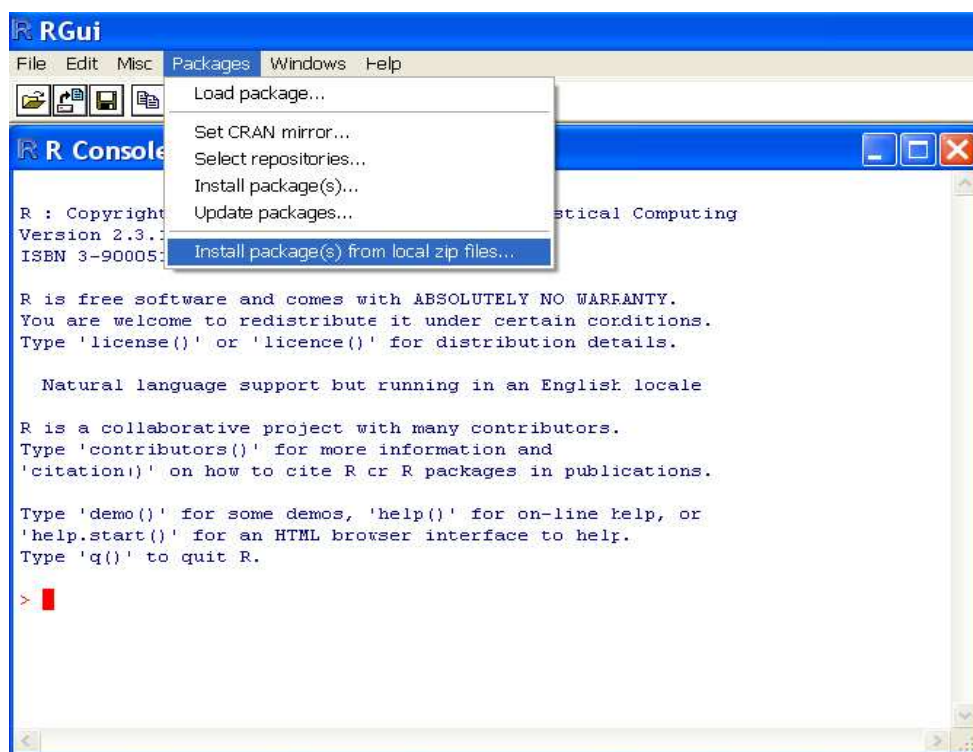 RGui
File Edit Misc Packages Windows Help
Load package...
Set CRAN mirror...
Select repositories...
Install package(s)...
Update packages...
Install package(s) from local zip files...
R Console
R : Copyright stical Computing
Version 2.3.
ISBN 3-90005
R is free software and comes with ABSOLUTELY NO WARRANTY.
You are welcome to redistribute it under certain conditions.
Type 'license()' or 'licence()' for distribution details.
Natural language support but running in an English locale
R is a collaborative project with many contributors.
Type 'contributors()' for more information and
'citation()' on how to cite R or R packages in publications.
Type 'demo()' for some demos, 'help()' for on-line help, or
'help.start()' for an HTML browser interface to help.
Type 'q()' to quit R.
>